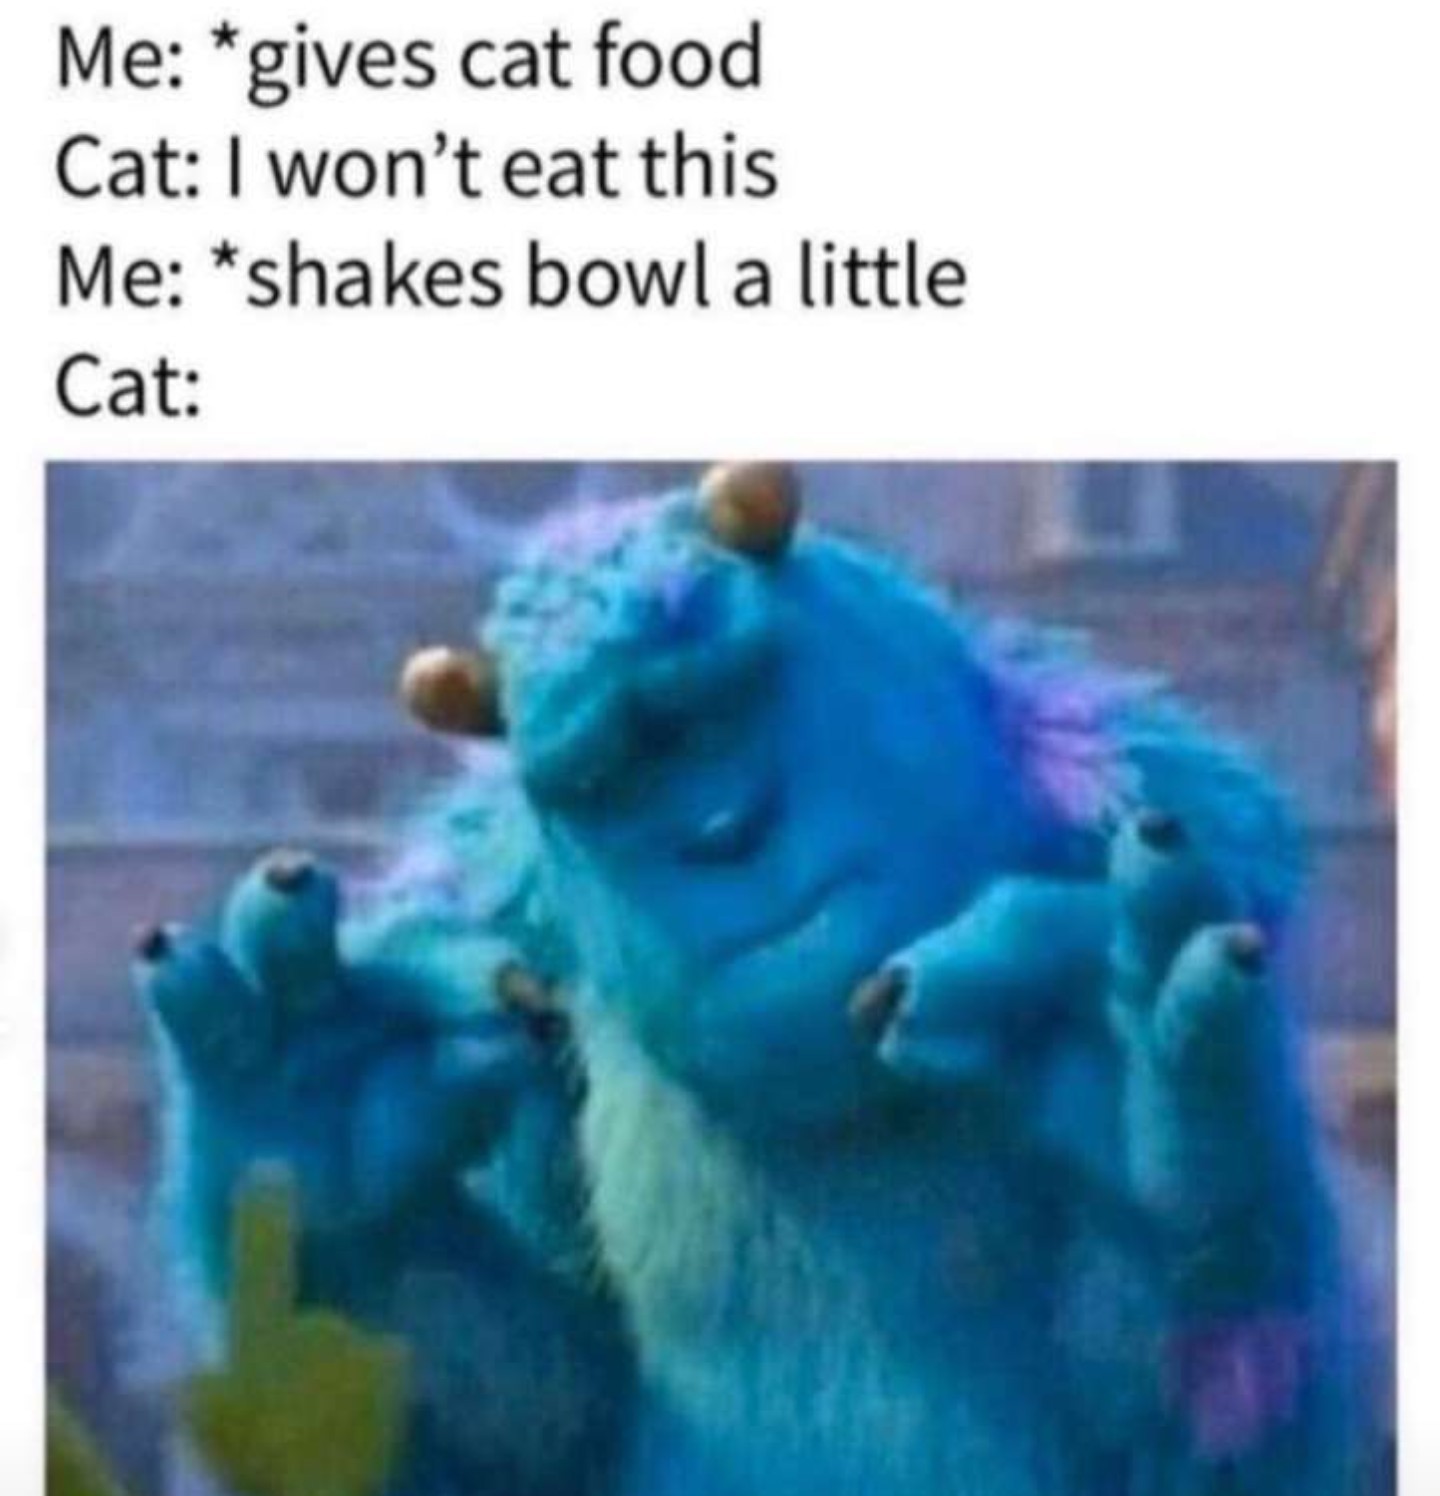 Me: *gives cat food
Cat: I won’t eat this
Me: *shakes bowl a little
Cat: